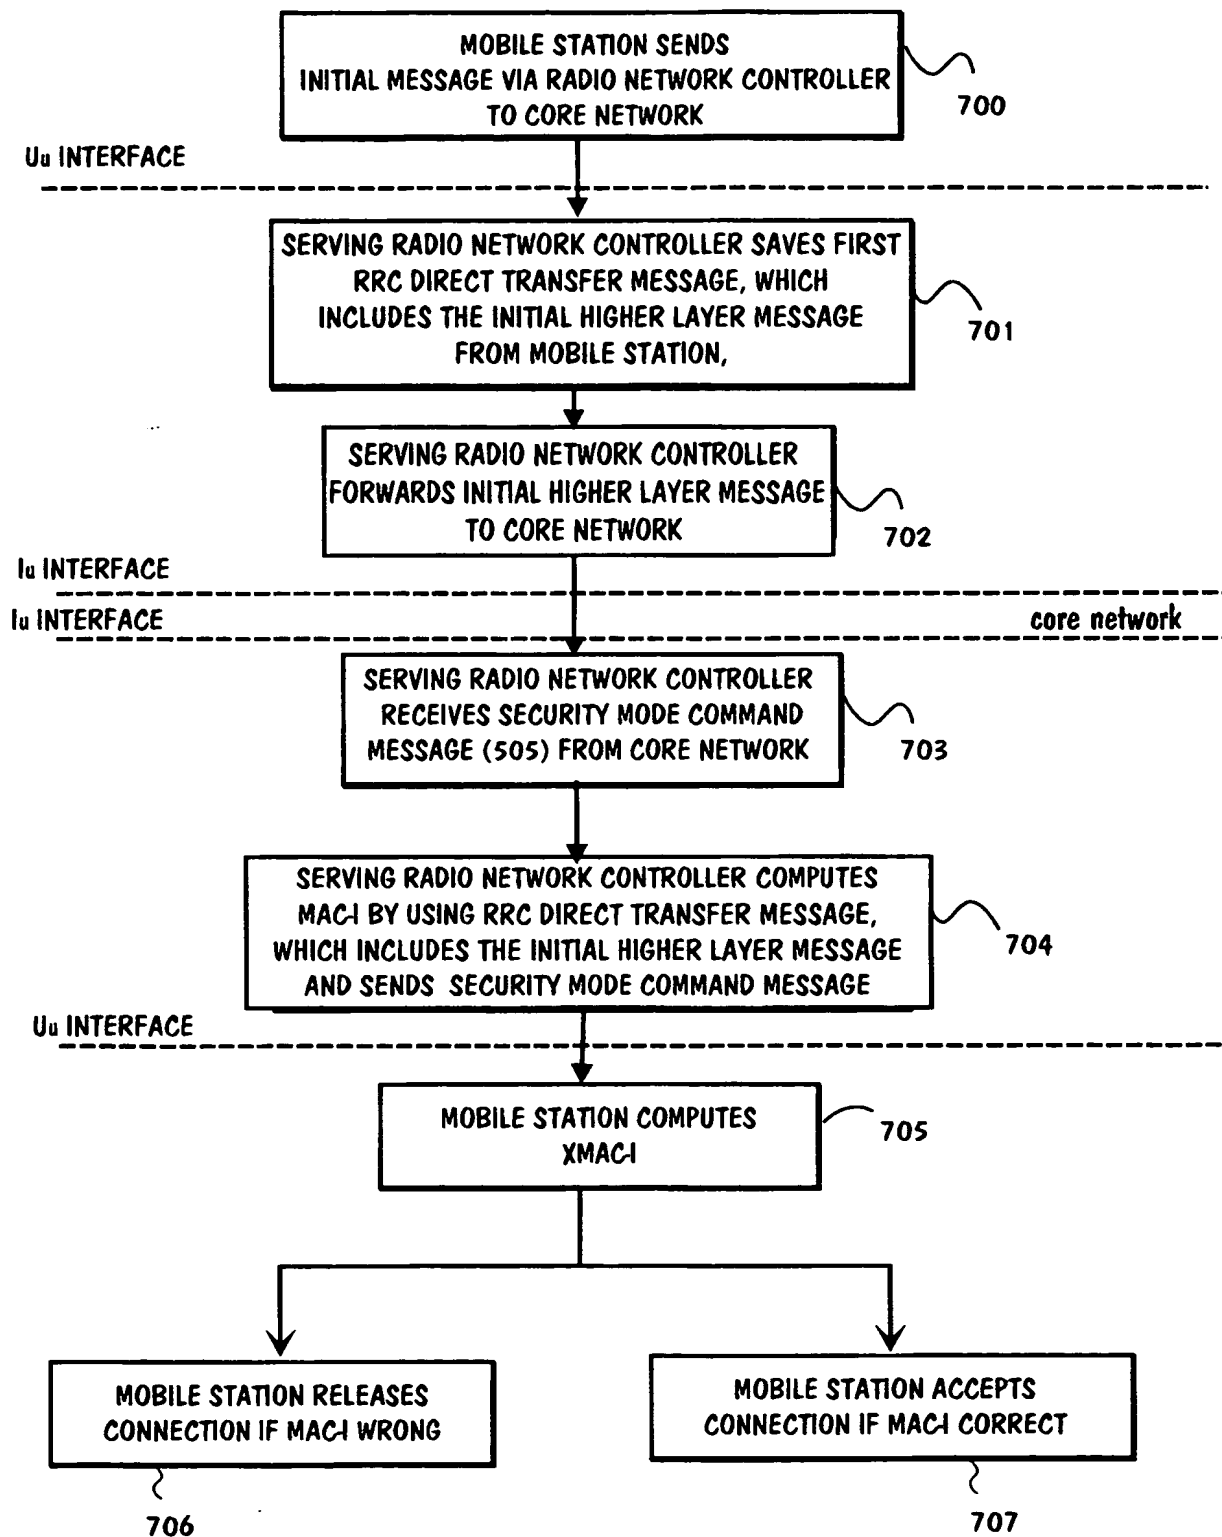 MOBILE STATION SENDS
INITIAL MESSAGE VIA RADIO NETWORK CONTROLLER
TO CORE NETWORK
700
Uu INTERFACE
SERVING RADIO NETWORK CONTROLLER SAVES FIRST
RRC DIRECT TRANSFER MESSAGE, WHICH
INCLUDES THE INITIAL HIGHER LAYER MESSAGE
FROM MOBILE STATION,
701
SERVING RADIO NETWORK CONTROLLER
FORWARDS INITIAL HIGHER LAYER MESSAGE
TO CORE NETWORK
702
Iu INTERFACE
Iu INTERFACE
core network
SERVING RADIO NETWORK CONTROLLER
RECEIVES SECURITY MODE COMMAND
MESSAGE (505) FROM CORE NETWORK
703
SERVING RADIO NETWORK CONTROLLER COMPUTES
MAC-I BY USING RRC DIRECT TRANSFER MESSAGE,
WHICH INCLUDES THE INITIAL HIGHER LAYER MESSAGE
AND SENDS SECURITY MODE COMMAND MESSAGE
704
Uu INTERFACE
MOBILE STATION COMPUTES
XMAC-I
705
MOBILE STATION RELEASES
CONNECTION IF MAC-I WRONG
706
MOBILE STATION ACCEPTS
CONNECTION IF MAC-I CORRECT
707